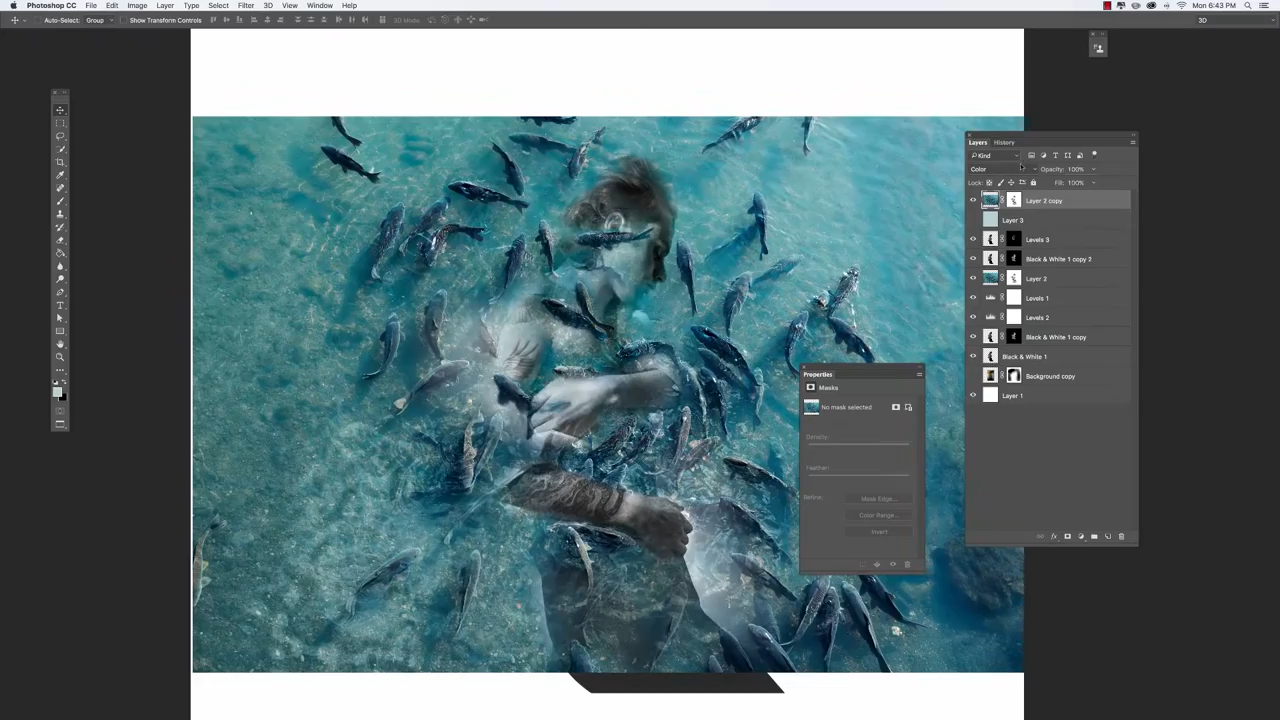 Photoshop CC File Edit Image Layer Type Select Filter 3D View Window Help Mon 6:43 PM
Auto-Select: Group Show Transform Controls 3D Mode: 3D
Layers History
Kind
Color Opacity: 100%
Lock: Fill: 100%
Layer 2 copy
Layer 3
Levels 3
Black & White 1 copy 2
Layer 2
Levels 1
Levels 2
Black & White 1 copy
Black & White 1
Background copy
Layer 1
Properties
Masks
No mask selected
Density:
Feather:
Refine: Mask Edge...
Color Range...
Invert